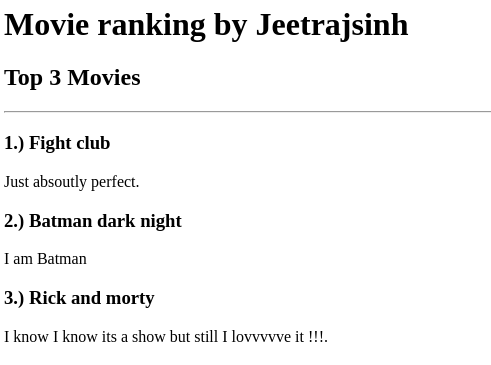 Movie ranking by Jeetrajsinh
Top 3 Movies
1.) Fight club
Just absoutly perfect.
2.) Batman dark night
I am Batman
3.) Rick and morty
I know I know its a show but still I lovvvvve it !!!.